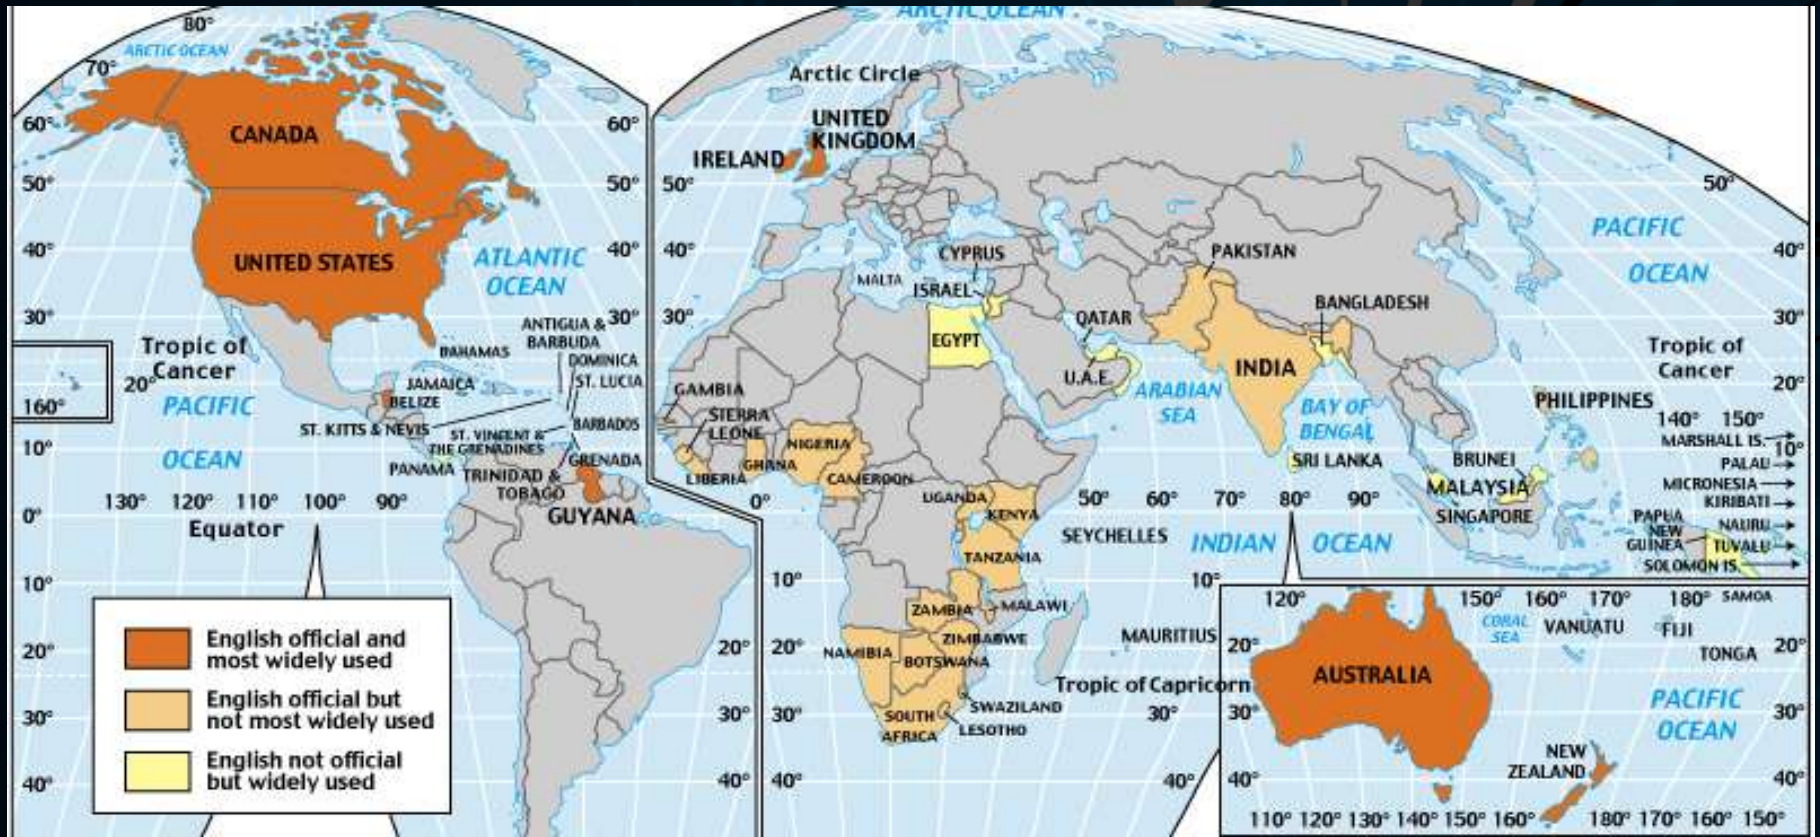 ARCTIC OCEAN
80°
ARCTIC OCEAN
70°
Arctic Circle
60°
60°
CANADA
UNITED
KINGDOM
IRELAND
50°
50°
50°
50°
PACIFIC
OCEAN
40°
40°
40°
40°
UNITED STATES
ATLANTIC
OCEAN
CYPRUS
MALTA
ISRAEL
PAKISTAN
BANGLADESH
QATAR
30°
30°
30°
30°
ANTIGUA &
BARBUDA
EGYPT
INDIA
Tropic of
Cancer
BAHAMAS
DOMINICA
ST. LUCIA
U.A.E.
ARABIAN
SEA
Tropic of
Cancer
20°
20°
160°
PACIFIC
OCEAN
JAMAICA
BELIZE
GAMBIA
SIERRA
LEONE
BAY OF
BENGAL
PHILIPPINES
140°
150°
ST. KITTS & NEVIS
ST. VINCENT &
THE GRENADINES
BARBADOS
NIGERIA
MARSHALL IS.
10°
10°
PANAMA
GRENADA
TRINIDAD &
TOBAGO
GHANA
LIBERIA
CAMEROON
SRI LANKA
BRUNEI
MALAYSIA
SINGAPORE
PALAU
MICRONESIA
KIRIBATI
130°
120°
110°
100°
90°
0°
UGANDA
KENYA
50°
60°
70°
80°
90°
0°
Equator
GUYANA
SEYCHELLES
INDIAN
OCEAN
PAPUA
NEW
GUINEA
NAURU
TUVALU
SOLOMON IS.
TANZANIA
10°
10°
10°
ZAMBIA
MALAWI
120°
150°
160°
170°
180°
SAMOA
English official and
most widely used
ZIMBABWE
MAURITIUS
CORAL
SEA
VANUATU
FIJI
TONGA
20°
20°
20°
20°
20°
NAMIBIA
BOTSWANA
AUSTRALIA
English official but
not most widely used
Tropic of Capricorn
SWAZILAND
LESOTHO
SOUTH
AFRICA
PACIFIC
OCEAN
30°
30°
30°
30°
30°
30°
English not official
but widely used
NEW
ZEALAND
40°
40°
40°
40°
40°
40°
110°
120°
130°
140°
150°
160°
180°
170°
160°
150°